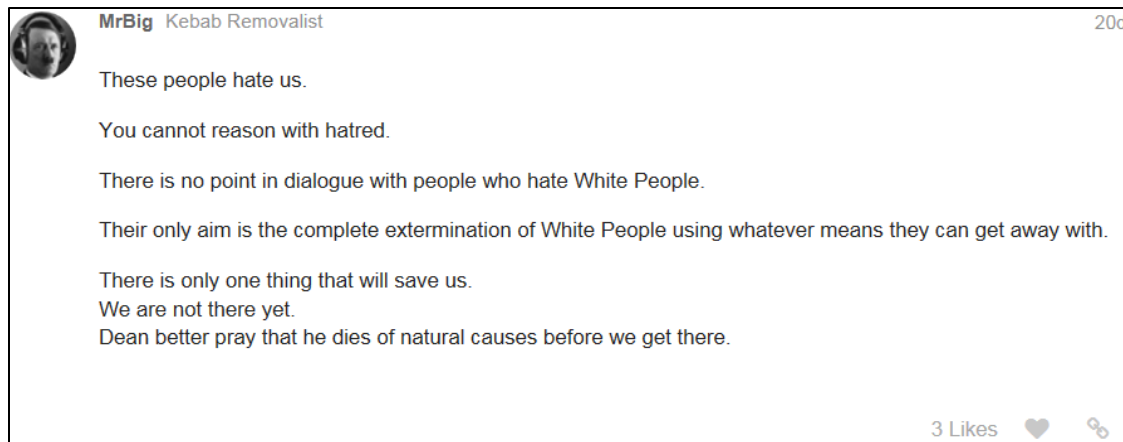 MrBig Kebab Removalist 20d
These people hate us.
You cannot reason with hatred.
There is no point in dialogue with people who hate White People.
Their only aim is the complete extermination of White People using whatever means they can get away with.
There is only one thing that will save us.
We are not there yet.
Dean better pray that he dies of natural causes before we get there.
3 Likes